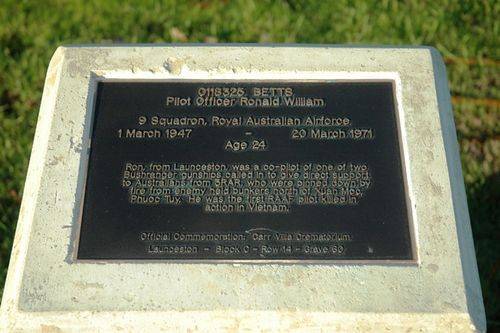 0118325 BETTS
Pilot Officer Ronald William
9 Squadron, Royal Australian Airforce
1 March 1947 - 20 March 1971
Age 24
Ron, from Launceston, was a co-pilot of one of two
Bushranger gunships called in to give direct support
to Australians from 3RAR, who were pinned down by
fire from enemy held bunkers north of Xuan Moc,
Phuoc Tuy. He was the first RAAF pilot killed in
action in Vietnam.
Official Commemoration: Carr Villa Crematorium
Launceston - Block C - Row 14 - Grave 60